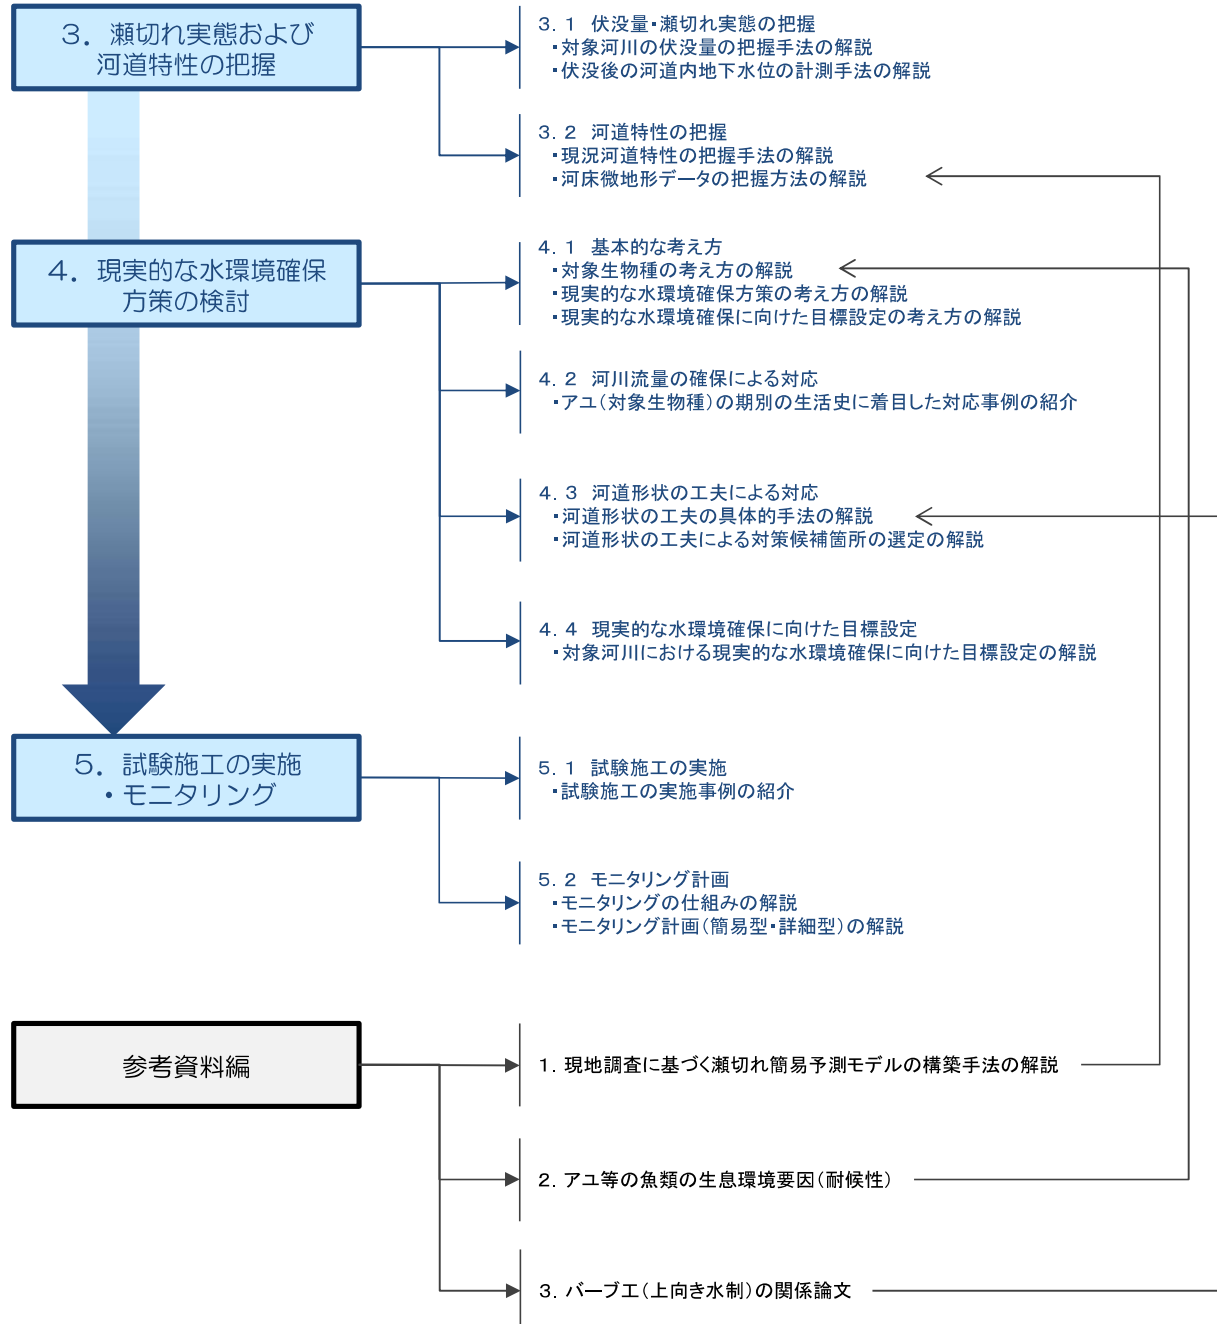 3．瀬切れ実態および
河道特性の把握
3．1 伏没量・瀬切れ実態の把握
・対象河川の伏没量の把握手法の解説
・伏没後の河道内地下水位の計測手法の解説
3．2 河道特性の把握
・現況河道特性の把握手法の解説
・河床微地形データの把握方法の解説
4．現実的な水環境確保
方策の検討
4．1 基本的な考え方
・対象生物種の考え方の解説
・現実的な水環境確保方策の考え方の解説
・現実的な水環境確保に向けた目標設定の考え方の解説
4．2 河川流量の確保による対応
・アユ（対象生物種）の期別の生活史に着目した対応事例の紹介
4．3 河道形状の工夫による対応
・河道形状の工夫の具体的手法の解説
・河道形状の工夫による対策候補箇所の選定の解説
4．4 現実的な水環境確保に向けた目標設定
・対象河川における現実的な水環境確保に向けた目標設定の解説
5．試験施工の実施
・モニタリング
5．1 試験施工の実施
・試験施工の実施事例の紹介
5．2 モニタリング計画
・モニタリングの仕組みの解説
・モニタリング計画（簡易型・詳細型）の解説
参考資料編
1．現地調査に基づく瀬切れ簡易予測モデルの構築手法の解説
2．アユ等の魚類の生息環境要因（耐候性）
3．バーブ工（上向き水制）の関係論文